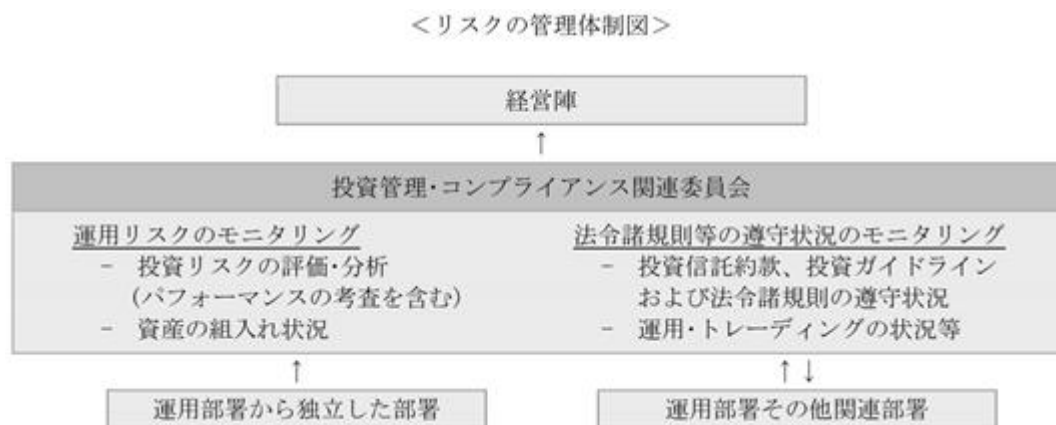 ＜リスクの管理体制図＞
経営陣
↑
投資管理・コンプライアンス関連委員会
運用リスクのモニタリング
－ 投資リスクの評価・分析
(パフォーマンスの考査を含む)
－ 資産の組入れ状況
法令諸規則等の遵守状況のモニタリング
－ 投資信託約款、投資ガイドライン
および法令諸規則の遵守状況
－ 運用・トレーディングの状況等
↑
↑↓
運用部署から独立した部署
運用部署その他関連部署